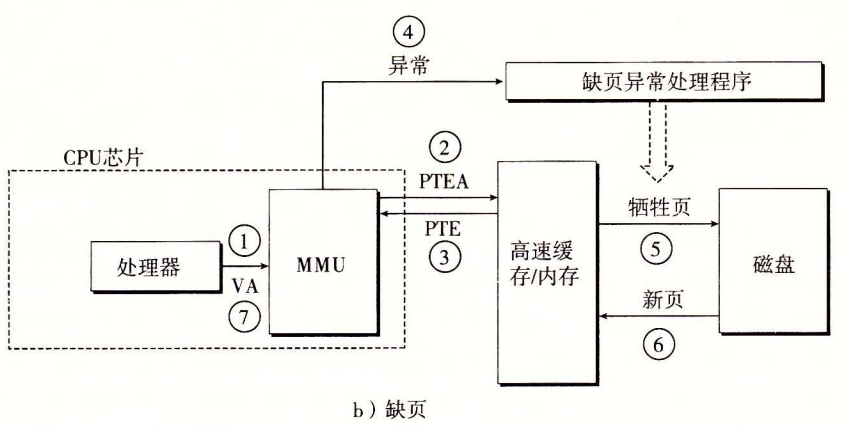 ④
异常
缺页异常处理程序
CPU芯片
②
PTEA
PTE
③
处理器
①
VA
⑦
MMU
高速缓
存/内存
牺牲页
⑤
新页
⑥
磁盘
b）缺页